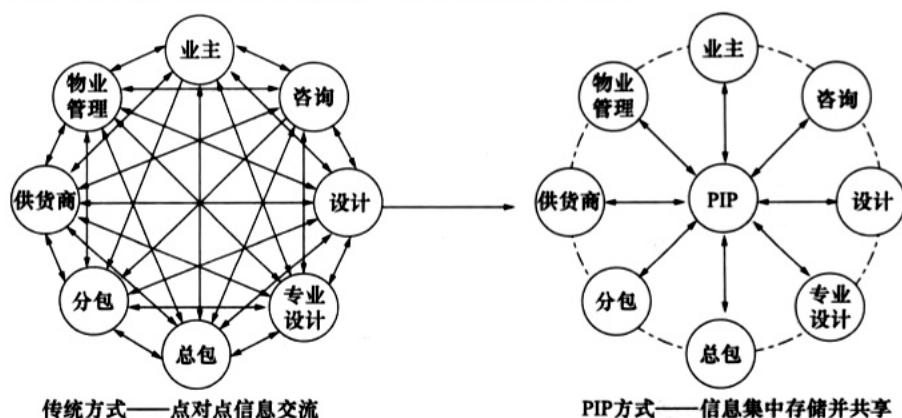 业主
物业
管理
咨询
供货商
设计
分包
专业
设计
总包
传统方式——点对点信息交流
业主
物业
管理
咨询
供货商
PIP
设计
分包
专业
设计
总包
PIP方式——信息集中存储并共享